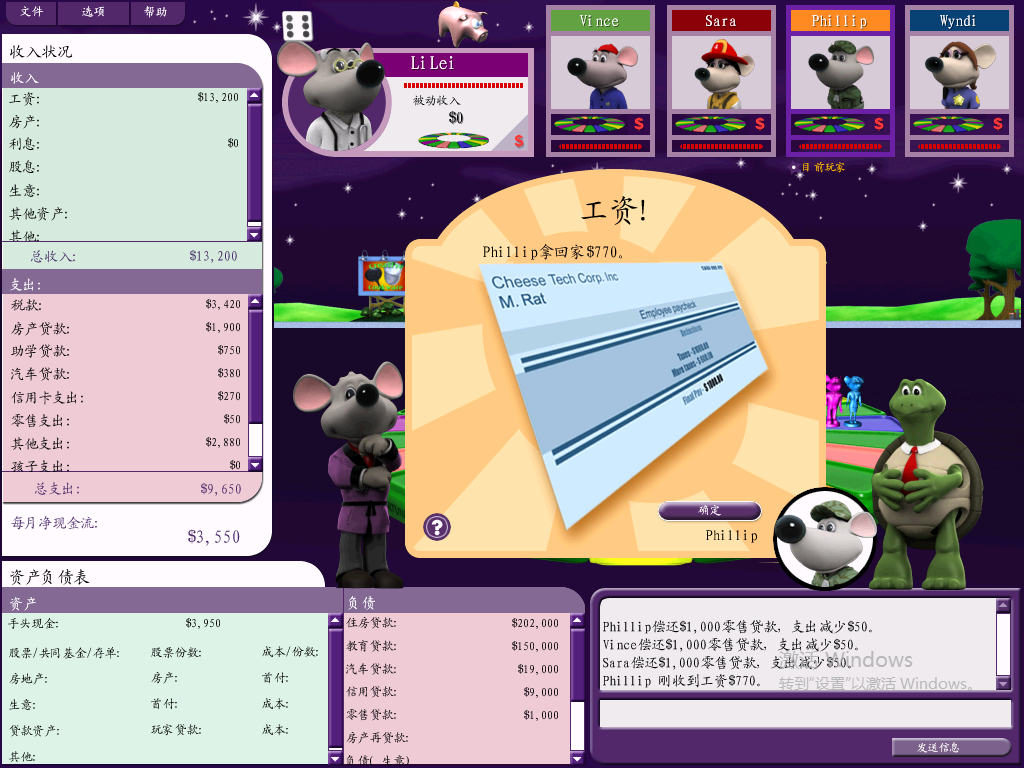 文件 选项 帮助
收入状况
收入
工资: $13,200
房产:
利息: $0
股息:
生意:
其他资产:
其他:
总收入: $13,200
支出:
税款: $3,420
房产贷款: $1,900
助学贷款: $750
汽车贷款: $380
信用卡支出: $270
零售支出: $50
其他支出: $2,880
孩子支出: $0
总支出: $9,650
每月净现金流:
$3,550
LiLei
被动收入
$0
$
Vince
$
Sara
$
Phillip
$
Wyndi
$
目前玩家
工资!
Phillip拿回家$770。
Cheese Tech Corp. Inc
M. Rat
Employee paycheck
Deductions
Final Pay - $ 1000.00
确定
Phillip
?
资产负债表
资产
手头现金: $3,950
股票/共同基金/存单: 股票份数: 成本/份数:
房地产: 房产: 首付:
生意: 首付: 成本:
贷款资产: 玩家贷款: 成本:
其他:
负债
住房贷款: $202,000
教育贷款: $150,000
汽车贷款: $19,000
信用贷款: $9,000
零售贷款: $1,000
房产再贷款:
负债( 生意)
Phillip偿还$1,000零售贷款，支出减少$50。
Vince偿还$1,000零售贷款，支出减少$50。
Sara偿还$1,000零售贷款，支出减少$50。
Phillip 刚收到工资$770。
激活 Windows
转到“设置”以激活 Windows。
发送信息